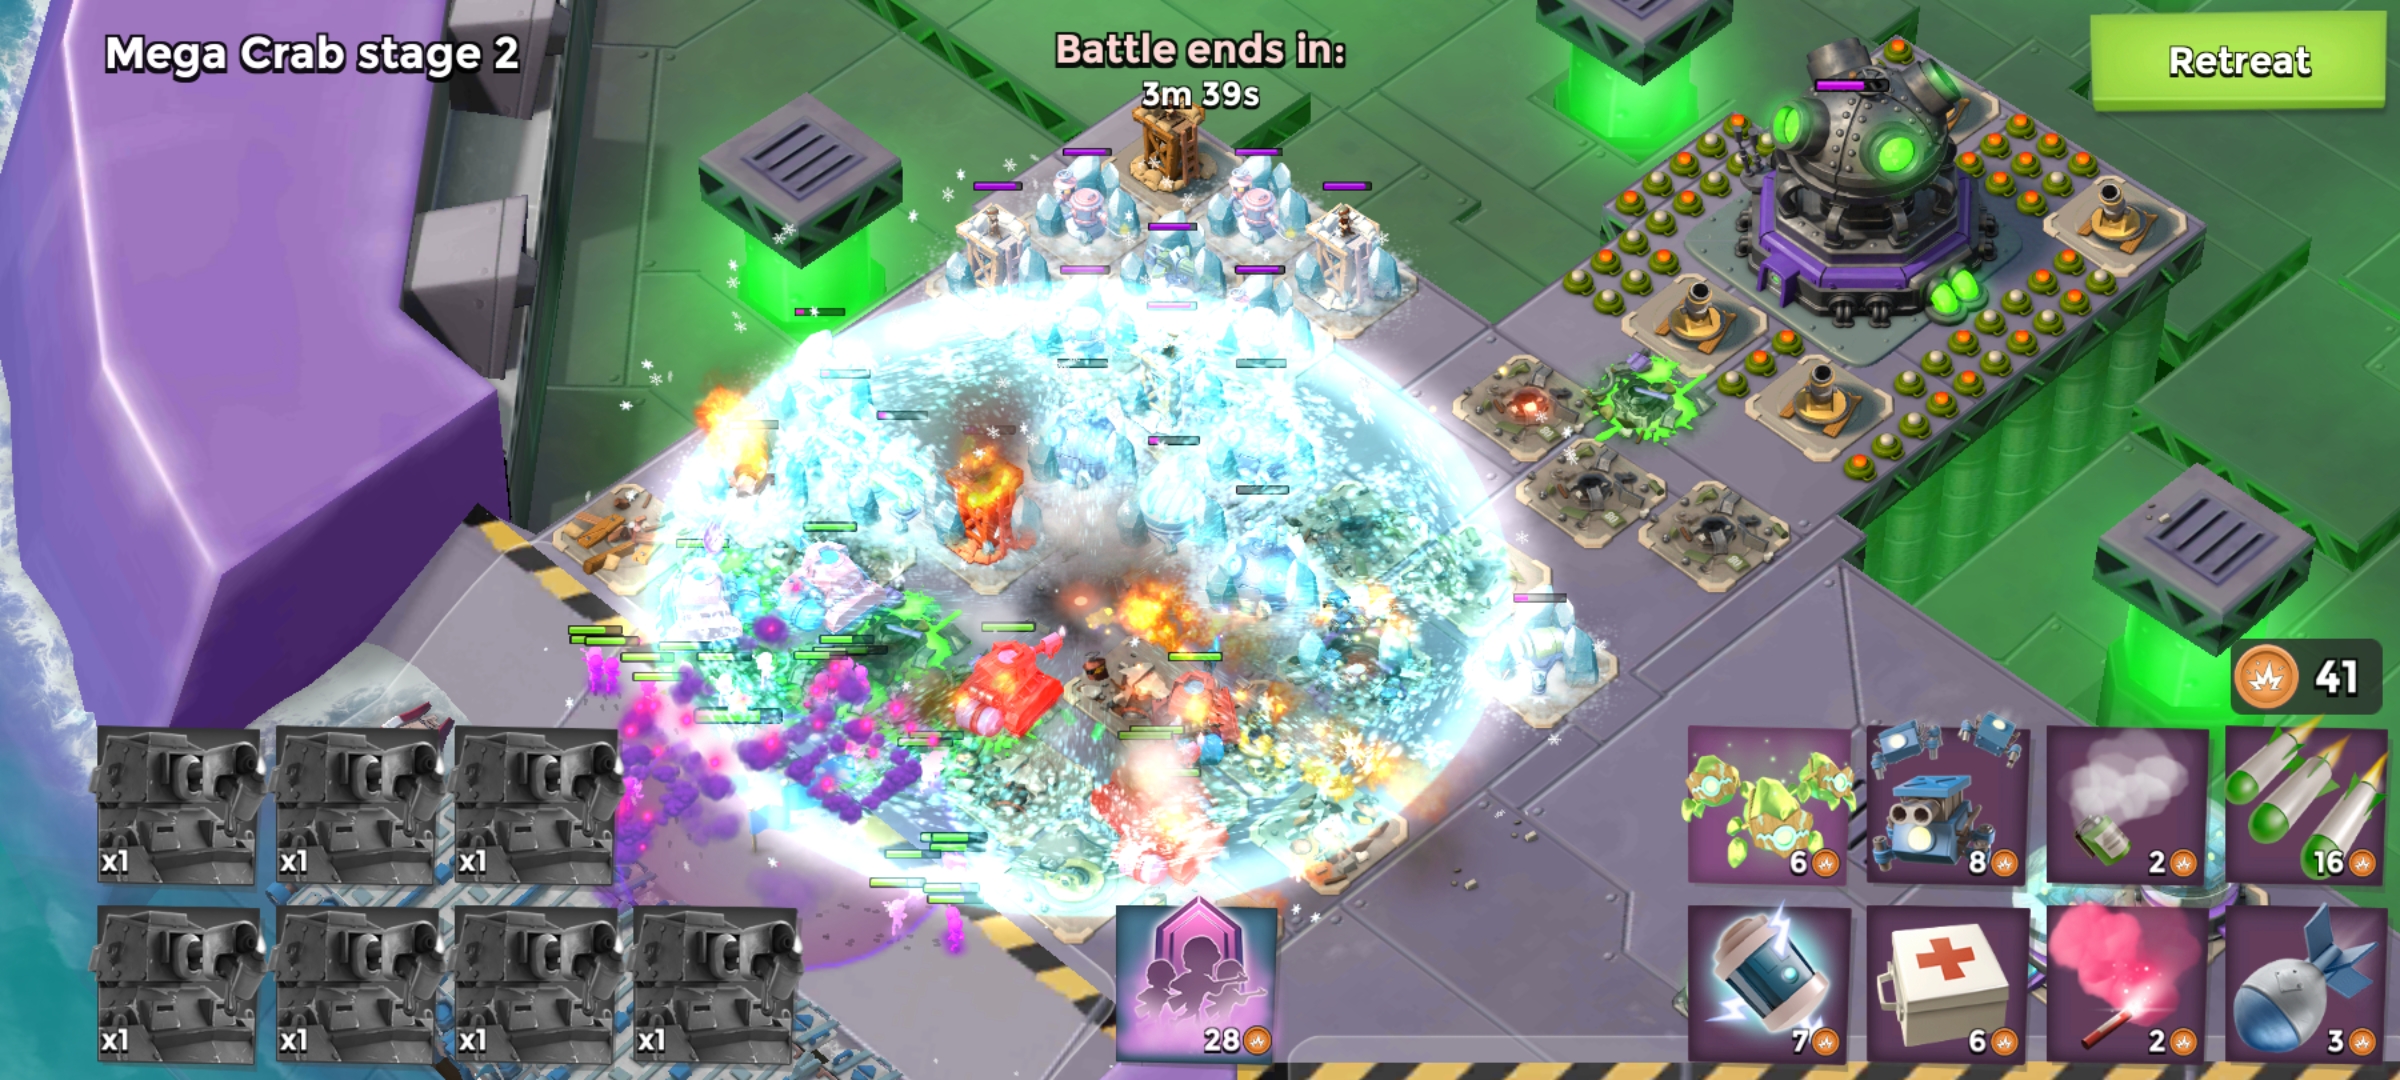 Mega Crab stage 2
Battle ends in:
3m 39s
Retreat
41
x1
x1
x1
6
8
2
16
x1
x1
x1
x1
28
7
6
2
3